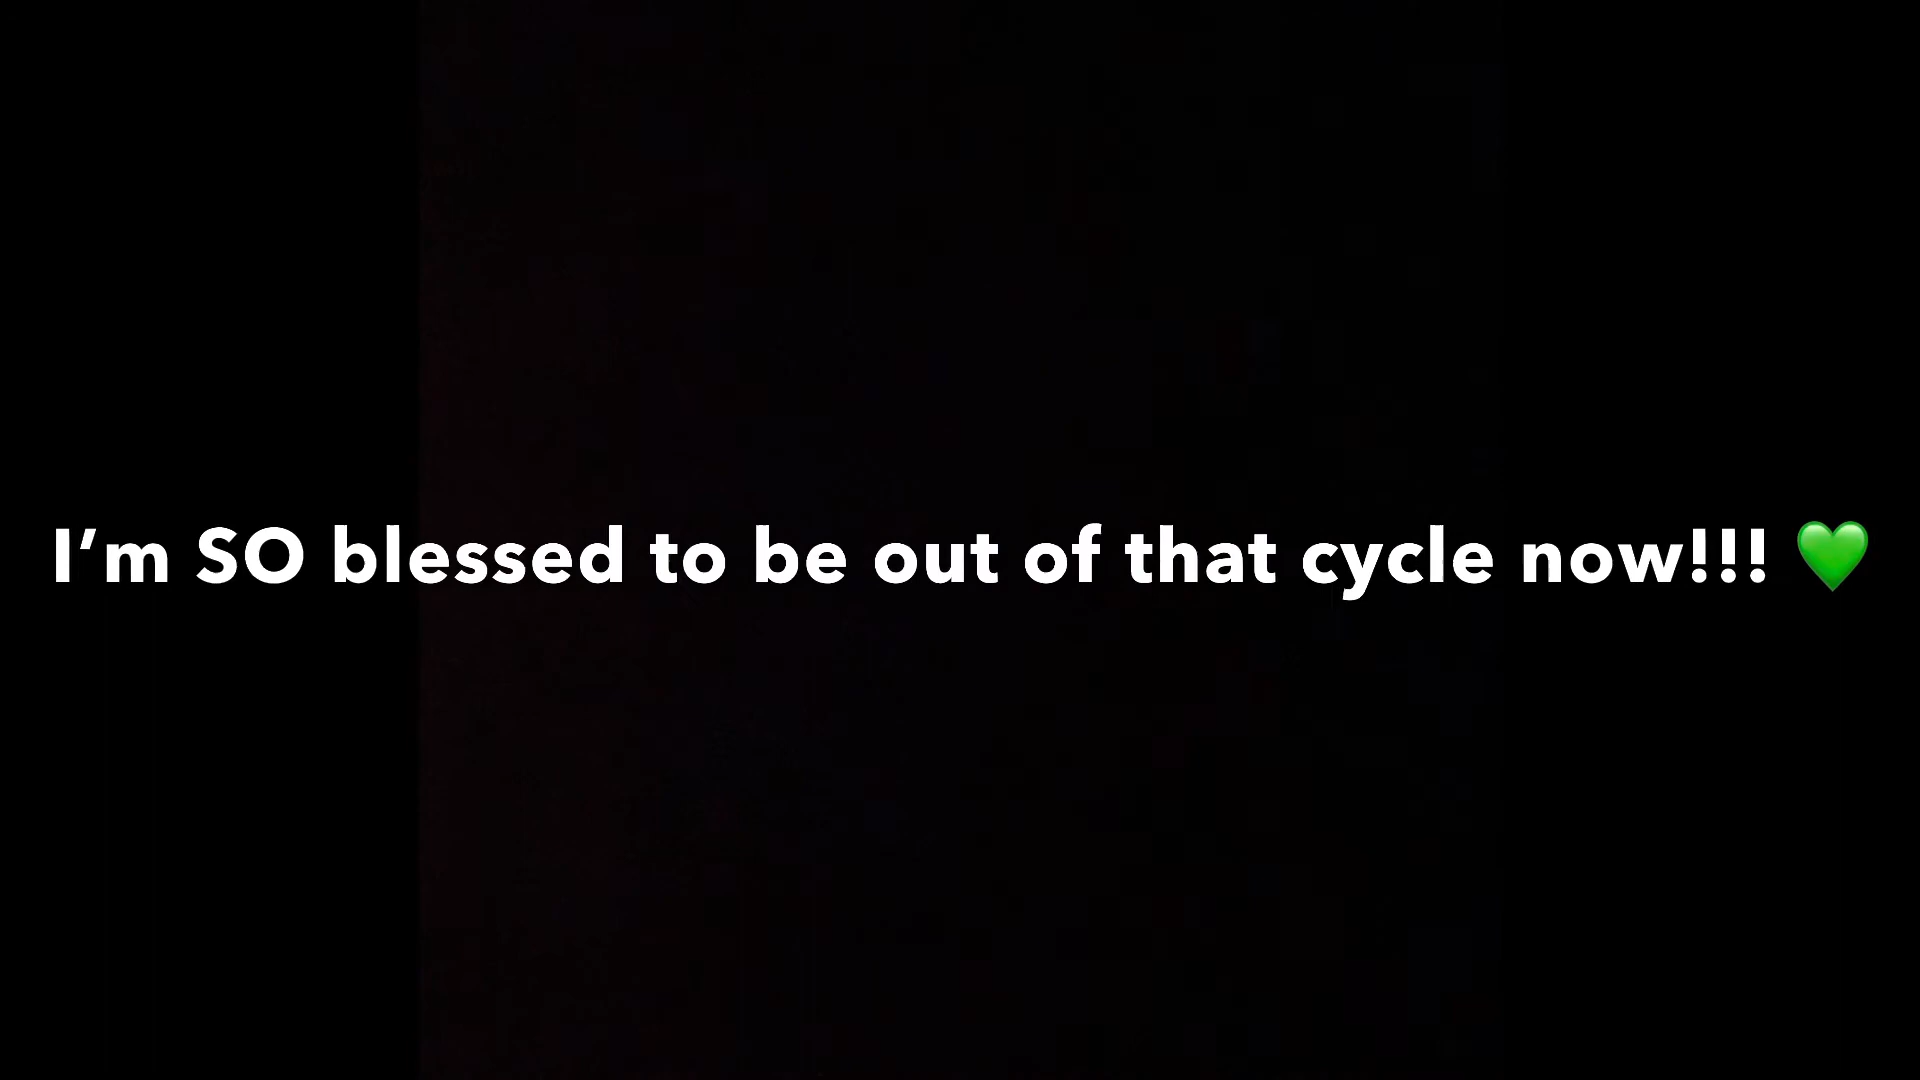 I’m SO blessed to be out of that cycle now!!! 💚